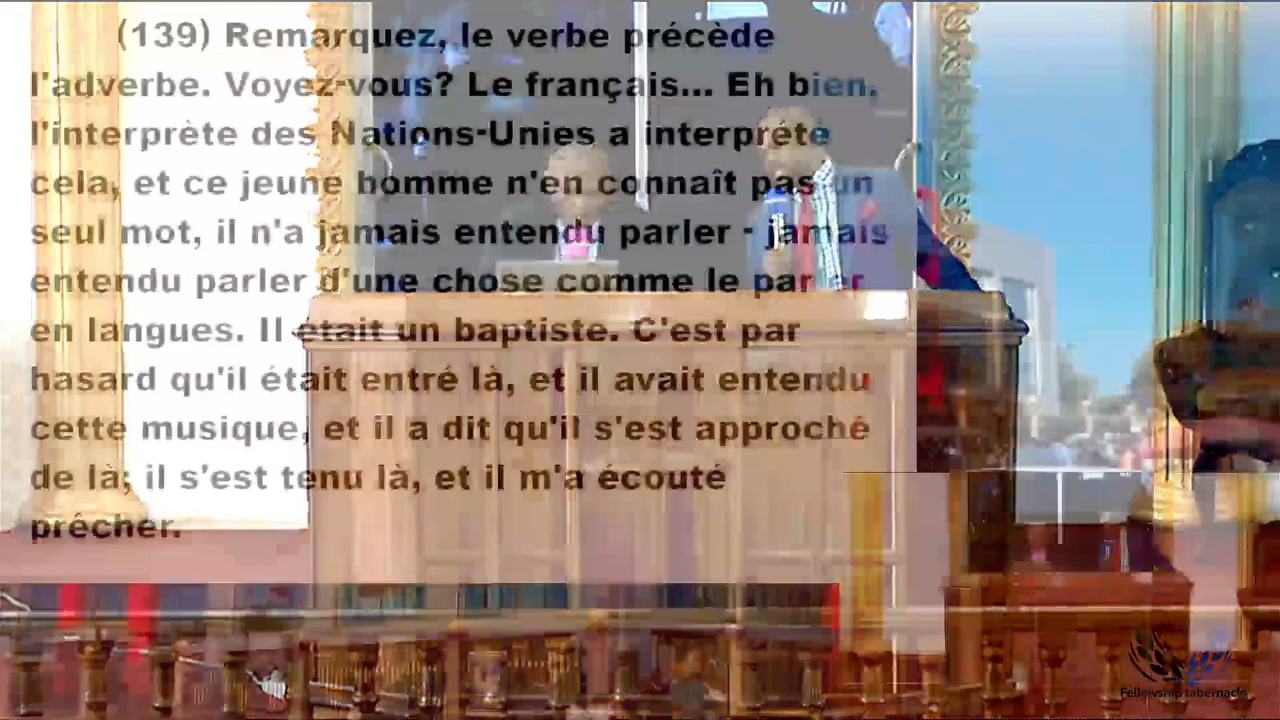 (139) Remarquez, le verbe précède
l'adverbe. Voyez-vous? Le français... Eh bien,
l'interprète des Nations-Unies a interprété
cela, et ce jeune homme n'en connaît pas un
seul mot, il n'a jamais entendu parler - jamais
entendu parler d'une chose comme le parler
en langues. Il était un baptiste. C'est par
hasard qu'il était entré là, et il avait entendu
cette musique, et il a dit qu'il s'est approché
de là; il s'est tenu là, et il m'a écouté
prêcher.
Fellowship tabernacle